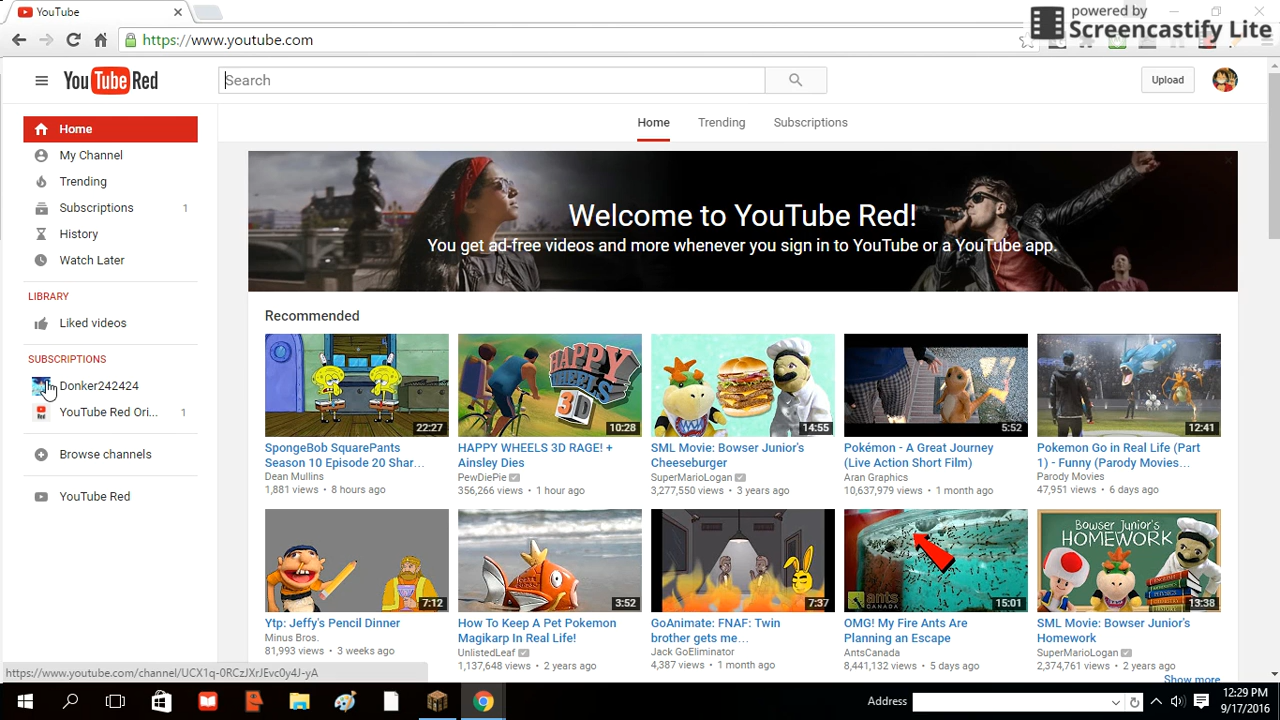 YouTube
powered by
Screencastify Lite
https://www.youtube.com
YouTube Red
Search
Upload
Home
Trending
Subscriptions
Home
My Channel
Trending
Subscriptions 1
History
Watch Later
LIBRARY
Liked videos
SUBSCRIPTIONS
Donker242424
YouTube Red Ori... 1
Browse channels
YouTube Red
Welcome to YouTube Red!
You get ad-free videos and more whenever you sign in to YouTube or a YouTube app.
Recommended
22:27
SpongeBob SquarePants
Season 10 Episode 20 Shar...
Dean Mullins
1,881 views • 8 hours ago
HAPPY
WHEELS
3D
10:28
HAPPY WHEELS 3D RAGE! +
Ainsley Dies
PewDiePie
356,266 views • 1 hour ago
14:55
SML Movie: Bowser Junior's
Cheeseburger
SuperMarioLogan
3,277,550 views • 3 years ago
5:52
Pokémon - A Great Journey
(Live Action Short Film)
Aran Graphics
10,637,979 views • 1 month ago
12:41
Pokemon Go in Real Life (Part
1) - Funny (Parody Movies...
Parody Movies
47,951 views • 6 days ago
7:12
Ytp: Jeffy's Pencil Dinner
Minus Bros.
81,993 views • 3 weeks ago
3:52
How To Keep A Pet Pokemon
Magikarp In Real Life!
UnlistedLeaf
1,137,648 views • 2 years ago
7:37
GoAnimate: FNAF: Twin
brother gets me...
Jack GoEliminator
4,387 views • 1 month ago
ants
CANADA
15:01
OMG! My Fire Ants Are
Planning an Escape
AntsCanada
8,441,132 views • 5 days ago
BOWSER JUNIOR'S
HOMEWORK
13:38
SML Movie: Bowser Junior's
Homework
SuperMarioLogan
2,374,761 views • 2 years ago
Show more
https://www.youtube.com/channel/UCX1q-0RCzJXrJEvc0y4J-yA
Address
12:29 PM
9/17/2016